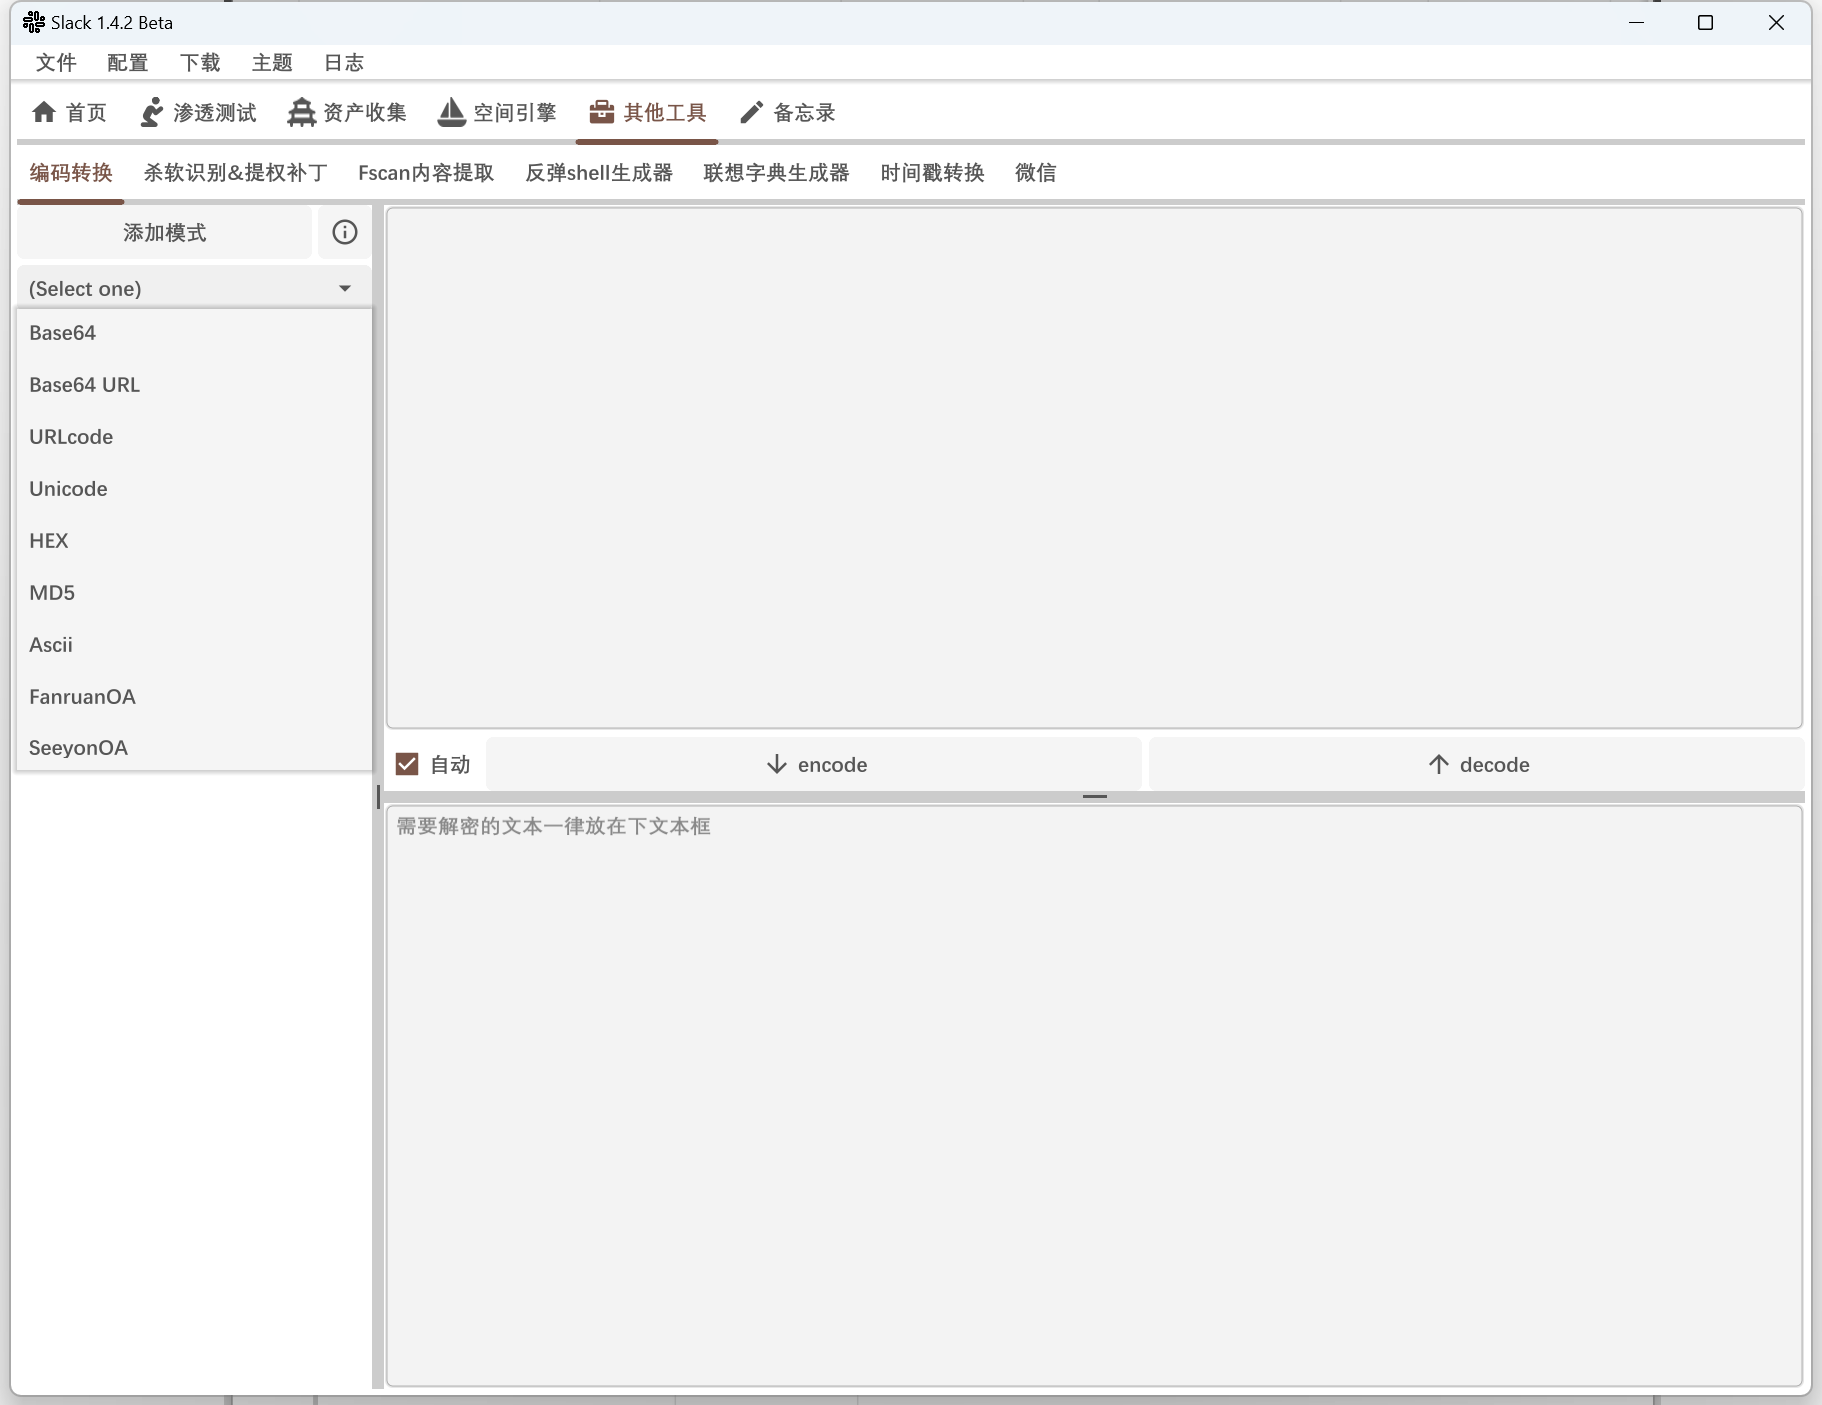 Slack 1.4.2 Beta
文件 配置 下载 主题 日志
首页 渗透测试 资产收集 空间引擎 其他工具 备忘录
编码转换 杀软识别&提权补丁 Fscan内容提取 反弹shell生成器 联想字典生成器 时间戳转换 微信
添加模式
(Select one)
Base64
Base64 URL
URLcode
Unicode
HEX
MD5
Ascii
FanruanOA
SeeyonOA
自动 encode decode
需要解密的文本一律放在下文本框